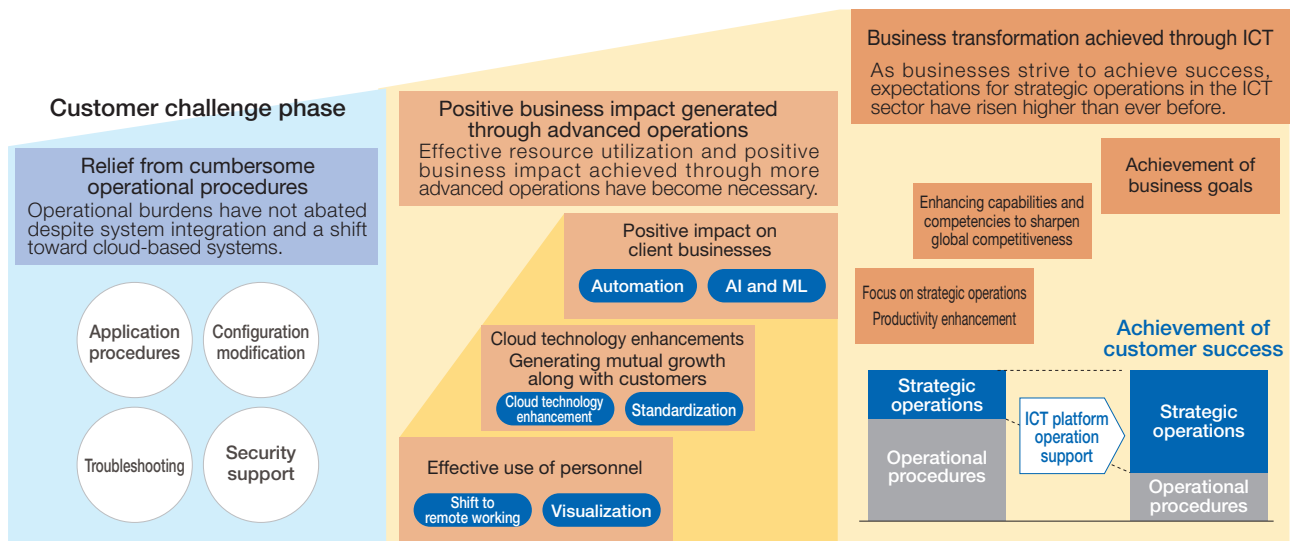 Customer challenge phase
Relief from cumbersome
operational procedures
Operational burdens have not abated
despite system integration and a shift
toward cloud-based systems.
Application
procedures
Configuration
modification
Troubleshooting
Security
support
Positive business impact generated
through advanced operations
Effective resource utilization and positive
business impact achieved through more
advanced operations have become necessary.
Positive impact on
client businesses
Automation
AI and ML
Cloud technology enhancements
Generating mutual growth
along with customers
Cloud technology
enhancement
Standardization
Effective use of personnel
Shift to
remote working
Visualization
Business transformation achieved through ICT
As businesses strive to achieve success,
expectations for strategic operations in the ICT
sector have risen higher than ever before.
Achievement of
business goals
Enhancing capabilities and
competencies to sharpen
global competitiveness
Focus on strategic operations
Productivity enhancement
Achievement of
customer success
Strategic
operations
Operational
procedures
ICT platform
operation
support
Strategic
operations
Operational
procedures